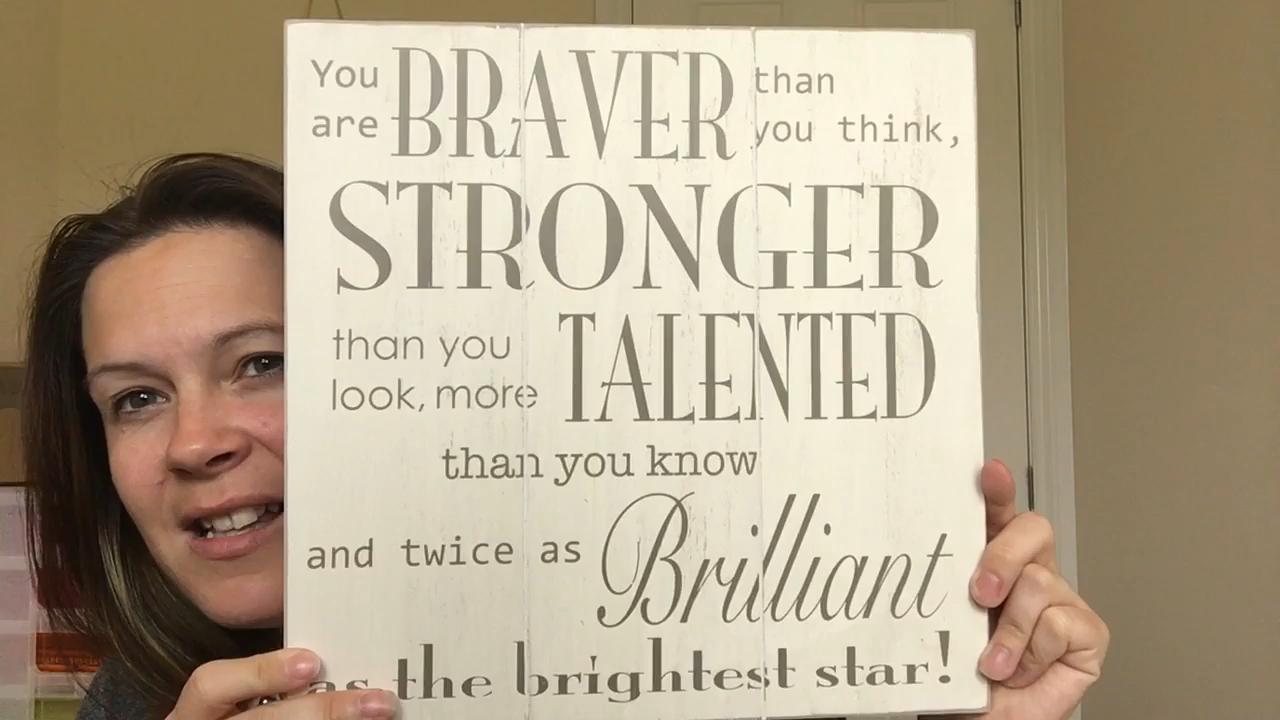 You are BRAVER than you think,
STRONGER
than you look, more TALENTED
than you know
and twice as Brilliant
as the brightest star!